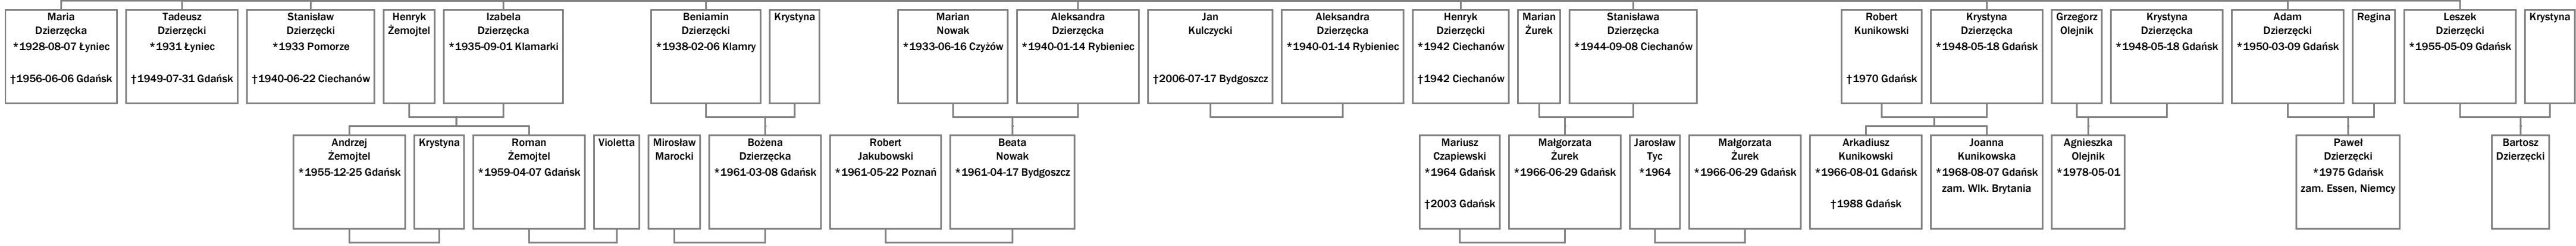 Maria
Dzierzęcka
*1928-08-07 Łyniec
†1956-06-06 Gdańsk
Tadeusz
Dzierzęcki
*1931 Łyniec
†1949-07-31 Gdańsk
Stanisław
Dzierzęcki
*1933 Pomorze
†1940-06-22 Ciechanów
Henryk
Żemojtel
Izabela
Dzierzęcka
*1935-09-01 Klamarki
Beniamin
Dzierzęcki
*1938-02-06 Klamry
Krystyna
Marian
Nowak
*1933-06-16 Czyżów
Aleksandra
Dzierzęcka
*1940-01-14 Rybieniec
Jan
Kulczycki
†2006-07-17 Bydgoszcz
Aleksandra
Dzierzęcka
*1940-01-14 Rybieniec
Henryk
Dzierzęcki
*1942 Ciechanów
†1942 Ciechanów
Marian
Żurek
Stanisława
Dzierzęcka
*1944-09-08 Ciechanów
Robert
Kunikowski
†1970 Gdańsk
Krystyna
Dzierzęcka
*1948-05-18 Gdańsk
Grzegorz
Olejnik
Krystyna
Dzierzęcka
*1948-05-18 Gdańsk
Adam
Dzierzęcki
*1950-03-09 Gdańsk
Regina
Leszek
Dzierzęcki
*1955-05-09 Gdańsk
Krystyna
Andrzej
Żemojtel
*1955-12-25 Gdańsk
Krystyna
Roman
Żemojtel
*1959-04-07 Gdańsk
Violetta
Mirosław
Marocki
Bożena
Dzierzęcka
*1961-03-08 Gdańsk
Robert
Jakubowski
*1961-05-22 Poznań
Beata
Nowak
*1961-04-17 Bydgoszcz
Mariusz
Czapiewski
*1964 Gdańsk
†2003 Gdańsk
Małgorzata
Żurek
*1966-06-29 Gdańsk
Jarosław
Tyc
*1964
Małgorzata
Żurek
*1966-06-29 Gdańsk
Arkadiusz
Kunikowski
*1966-08-01 Gdańsk
†1988 Gdańsk
Joanna
Kunikowska
*1968-08-07 Gdańsk
zam. Wlk. Brytania
Agnieszka
Olejnik
*1978-05-01
Paweł
Dzierzęcki
*1975 Gdańsk
zam. Essen, Niemcy
Bartosz
Dzierzęcki